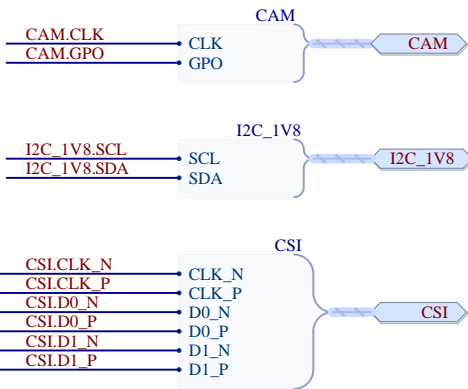 CAM
CAM.CLK CLK CAM
CAM.GPO GPO
I2C_1V8
I2C_1V8.SCL SCL I2C_1V8
I2C_1V8.SDA SDA
CSI
CSI.CLK_N CLK_N
CSI.CLK_P CLK_P
CSI.D0_N D0_N CSI
CSI.D0_P D0_P
CSI.D1_N D1_N
CSI.D1_P D1_P